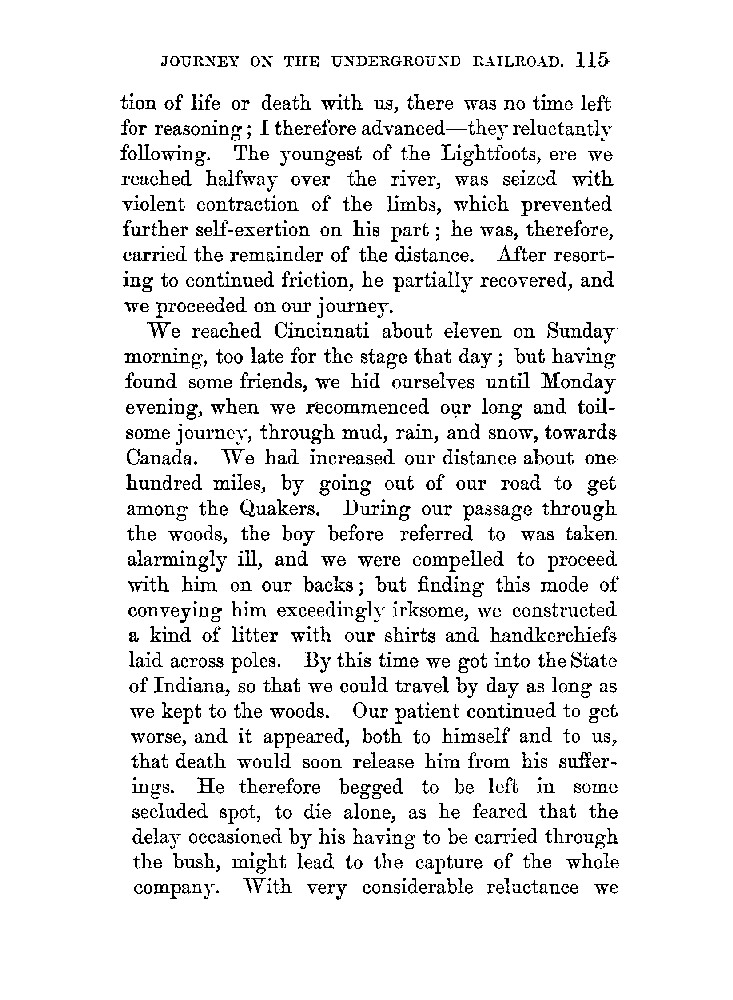 JOURNEY ON THE UNDERGROUND RAILROAD. 115
tion of life or death with us, there was no time left
for reasoning; I therefore advanced—they reluctantly
following. The youngest of the Lightfoots, ere we
reached halfway over the river, was seized with
violent contraction of the limbs, which prevented
further self-exertion on his part; he was, therefore,
carried the remainder of the distance. After resort-
ing to continued friction, he partially recovered, and
we proceeded on our journey.
We reached Cincinnati about eleven on Sunday
morning, too late for the stage that day; but having
found some friends, we hid ourselves until Monday
evening, when we recommenced our long and toil-
some journey, through mud, rain, and snow, towards
Canada. We had increased our distance about one
hundred miles, by going out of our road to get
among the Quakers. During our passage through
the woods, the boy before referred to was taken
alarmingly ill, and we were compelled to proceed
with him on our backs; but finding this mode of
conveying him exceedingly irksome, we constructed
a kind of litter with our shirts and handkerchiefs
laid across poles. By this time we got into the State
of Indiana, so that we could travel by day as long as
we kept to the woods. Our patient continued to get
worse, and it appeared, both to himself and to us,
that death would soon release him from his suffer-
ings. He therefore begged to be left in some
secluded spot, to die alone, as he feared that the
delay occasioned by his having to be carried through
the bush, might lead to the capture of the whole
company. With very considerable reluctance we